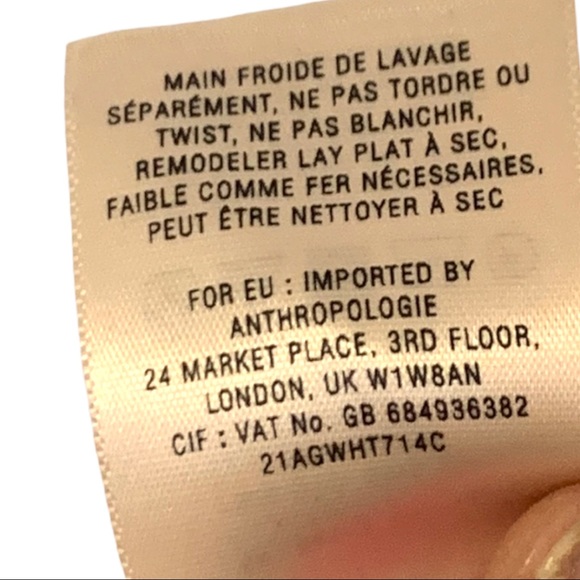 MAIN FROIDE DE LAVAGE
SÉPARÉMENT, NE PAS TORDRE OU
TWIST, NE PAS BLANCHIR,
REMODELER LAY PLAT À SEC,
FAIBLE COMME FER NÉCESSAIRES,
PEUT ÊTRE NETTOYER À SEC
FOR EU : IMPORTED BY
ANTHROPOLOGIE
24 MARKET PLACE, 3RD FLOOR,
LONDON, UK W1W8AN
CIF : VAT No. GB 684936382
21AGWHT714C